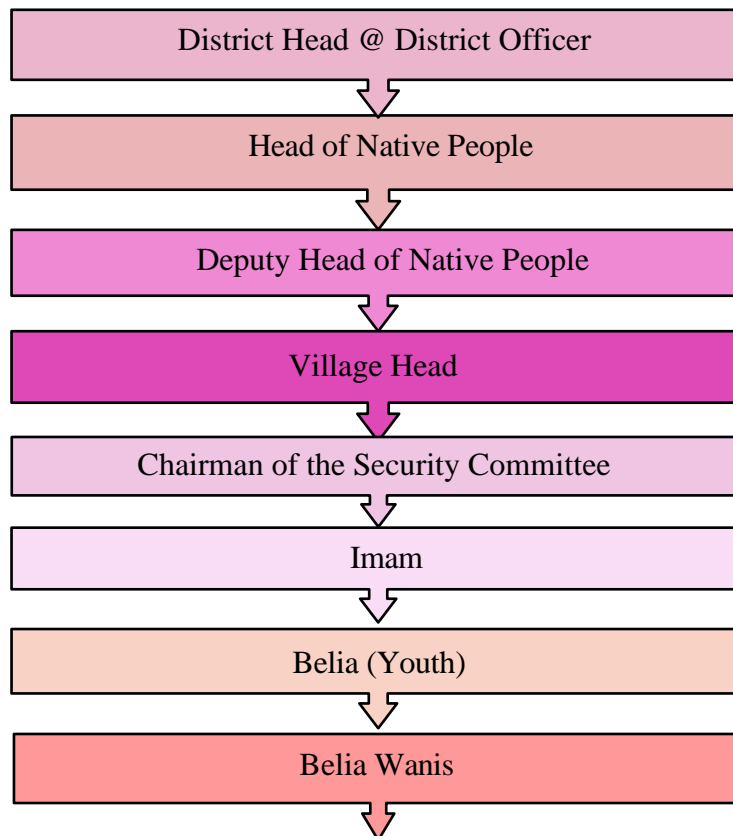 District Head @ District Officer
Head of Native People
Deputy Head of Native People
Village Head
Chairman of the Security Committee
Imam
Belia (Youth)
Belia Wanis